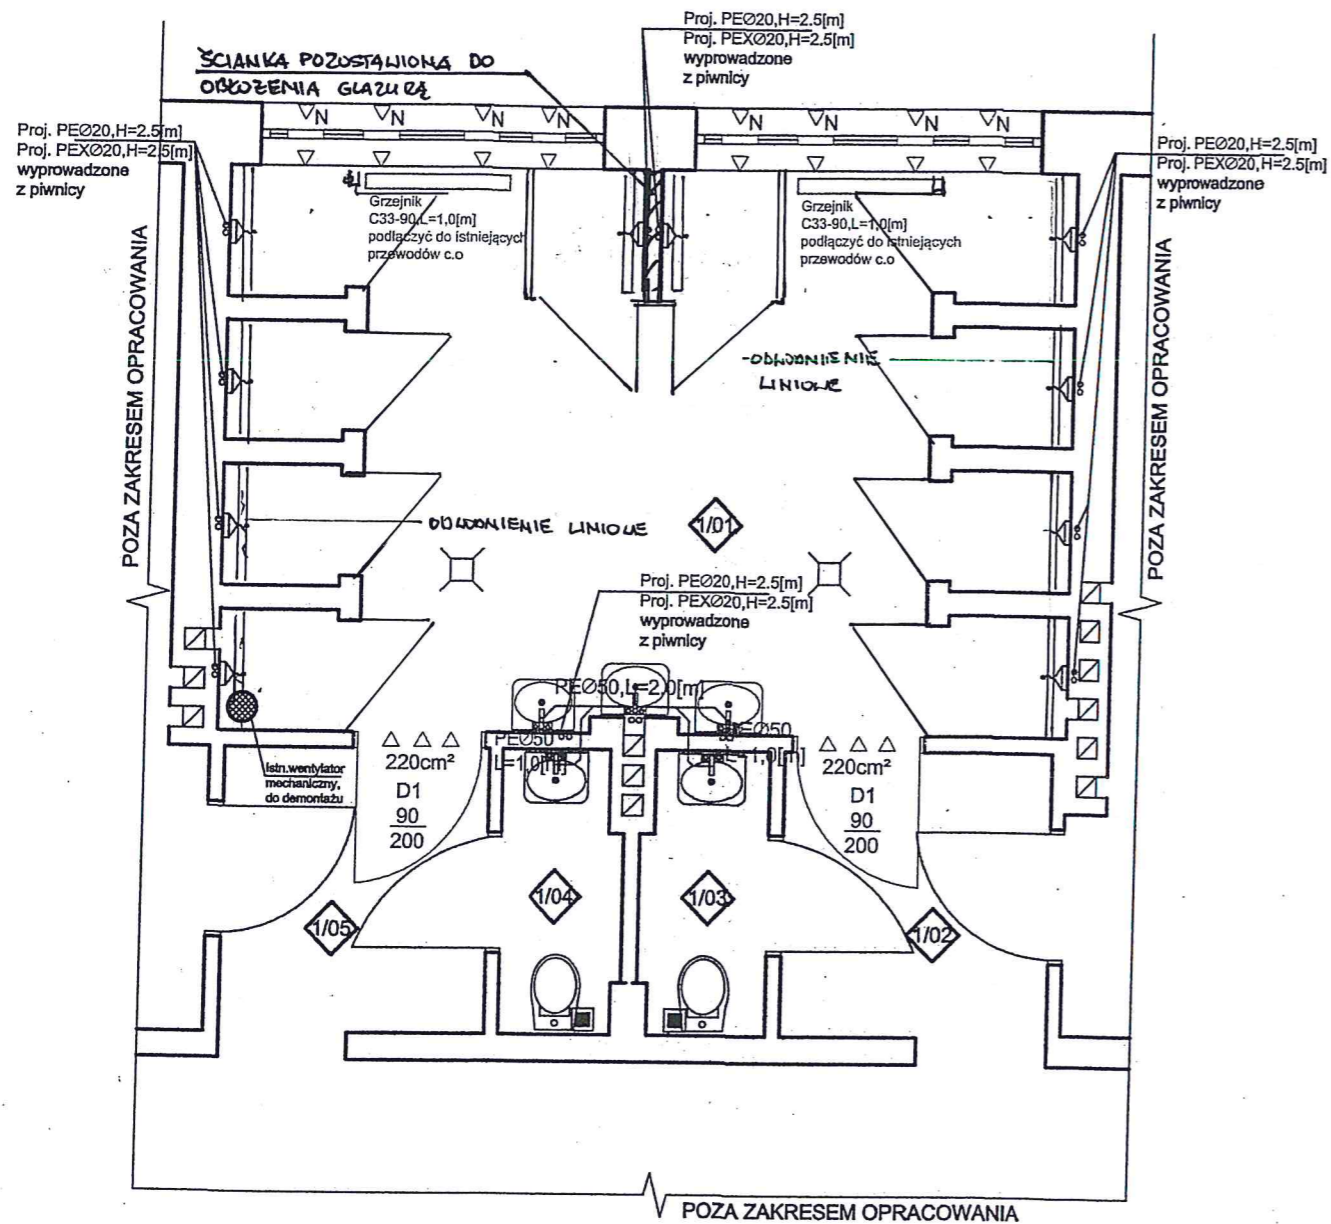 Proj. PEØ20,H=2.5[m]
Proj. PEXØ20,H=2.5[m]
wyprowadzone
z piwnicy
ŚCIANKA POZOSTAWIONA DO
OBŁOŻENIA GLAZURĄ
N N N N
N N N N
Proj. PEØ20,H=2.5[m]
Proj. PEXØ20,H=2.5[m]
wyprowadzone
z piwnicy
Proj. PEØ20,H=2.5[m]
Proj. PEXØ20,H=2.5[m]
wyprowadzone
z piwnicy
Grzejnik
C33-90,L=1,0[m]
podłączyć do istniejących
przewodów c.o
Grzejnik
C33-90,L=1,0[m]
podłączyć do istniejących
przewodów c.o
POZA ZAKRESEM OPRACOWANIA
POZA ZAKRESEM OPRACOWANIA
-ODWODNIENIE
LINIOWE
ODWODNIENIE LINIOWE
1/01
Proj. PEØ20,H=2.5[m]
Proj. PEXØ20,H=2.5[m]
wyprowadzone
z piwnicy
PEØ50,L=2,0[m]
PEØ50
L=1,0[m]
PEØ50
L=1,0[m]
Istn.wentylator
mechaniczny,
do demontażu
220cm²
D1
90
200
220cm²
D1
90
200
1/04
1/03
1/05
1/02
POZA ZAKRESEM OPRACOWANIA